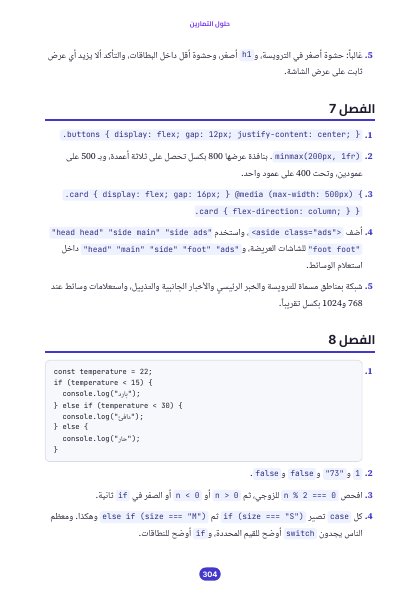 حلول التمارين
5. غالباً: حشوة أصغر في الترويسة، و h1 أصغر، وحشوة أقل داخل البطاقات، والتأكد ألا يزيد أي عرض
ثابت على عرض الشاشة.
الفصل 7
1. .buttons { display: flex; gap: 12px; justify-content: center; }
2. minmax(200px, 1fr) . بنافذة عرضها 800 بكسل تحصل على ثلاثة أعمدة، وبـ 500 على
عمودين، وتحت 400 على عمود واحد.
3. .card { display: flex; gap: 16px; } @media (max-width: 500px) {
.card { flex-direction: column; } }
4. أضف <aside class="ads"> ، واستخدم "head head" "side main" "side ads"
"foot foot" للشاشات العريضة، و "head" "main" "side" "foot" "ads" داخل
استعلام الوسائط.
5. شبكة بمناطق مسماة للترويسة والخبر الرئيسي والأخبار الجانبية والتذييل، واستعلامات وسائط عند
768 و1024 بكسل تقريباً.
الفصل 8
1. const temperature = 22;
if (temperature < 15) {
console.log("بارد");
} else if (temperature < 30) {
console.log("دافئ");
} else {
console.log("حار");
}
2. 1 و "73" و false و false .
3. افحص n % 2 === 0 للزوجي، ثم n > 0 أو n < 0 أو الصفر في if ثانية.
4. كل case تصير if (size === "S") ثم else if (size === "M") وهكذا. ومعظم
الناس يجدون switch أوضح للقيم المحددة، و if أوضح للنطاقات.
304